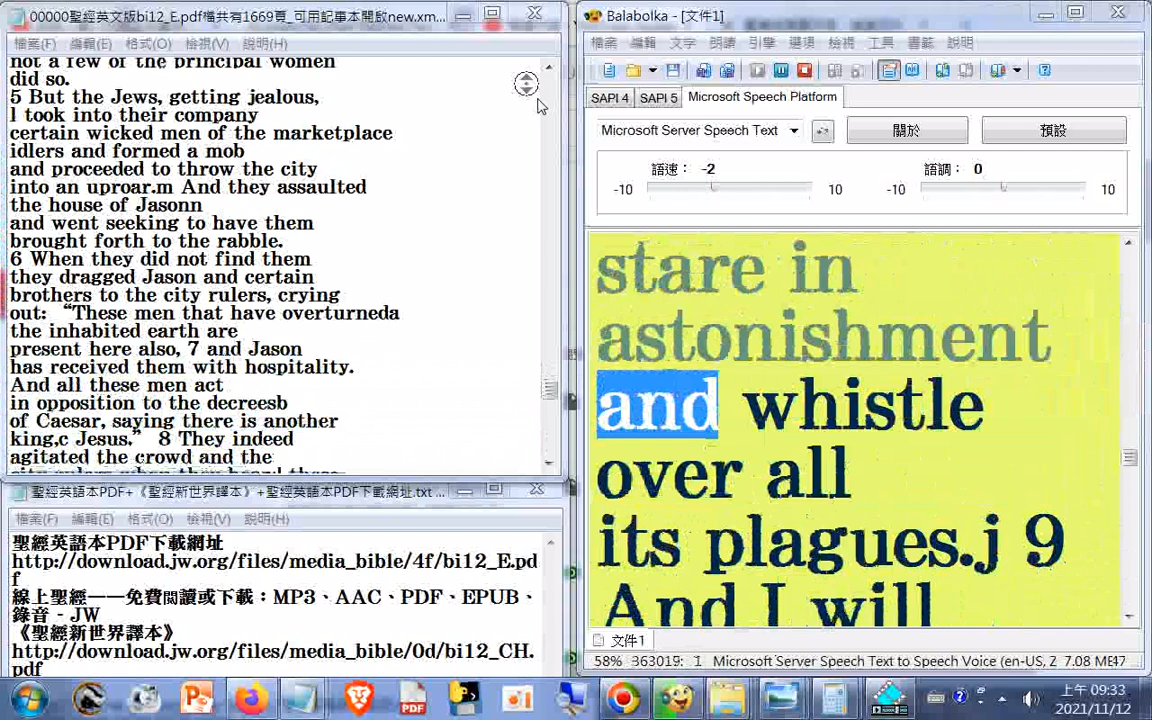 00000聖經英文版bi12_E.pdf檔共有1669頁_可用記事本開啟new.xm...
檔案(F) 編輯(E) 格式(O) 檢視(V) 說明(H)
not a few of the principal women
did so.
5 But the Jews, getting jealous,
l took into their company
certain wicked men of the marketplace
idlers and formed a mob
and proceeded to throw the city
into an uproar.m And they assaulted
the house of Jasonn
and went seeking to have them
brought forth to the rabble.
6 When they did not find them
they dragged Jason and certain
brothers to the city rulers, crying
out: “These men that have overturneda
the inhabited earth are
present here also, 7 and Jason
has received them with hospitality.
And all these men act
in opposition to the decreesb
of Caesar, saying there is another
king,c Jesus.” 8 They indeed
agitated the crowd and the
city rulers when they heard these
聖經英語本PDF+《聖經新世界譯本》+聖經英語本PDF下載網址.txt ...
檔案(F) 編輯(E) 格式(O) 檢視(V) 說明(H)
聖經英語本PDF下載網址
http://download.jw.org/files/media_bible/4f/bi12_E.pd
f
線上聖經——免費閱讀或下載：MP3、AAC、PDF、EPUB、
錄音 - JW
《聖經新世界譯本》
http://download.jw.org/files/media_bible/0d/bi12_CH.
pdf
Balabolka - [文件1]
檔案 編輯 文字 朗讀 引擎 選項 檢視 工具 書籤 說明
SAPI 4 SAPI 5 Microsoft Speech Platform
Microsoft Server Speech Text 關於 預設
語速： -2 語調： 0
-10 10 -10 10
stare in
astonishment
and whistle
over all
its plagues.j 9
And I will
文件1
58% 363019: 1 Microsoft Server Speech Text to Speech Voice (en-US, Z 7.08 ME47
上午 09:33
2021/11/12